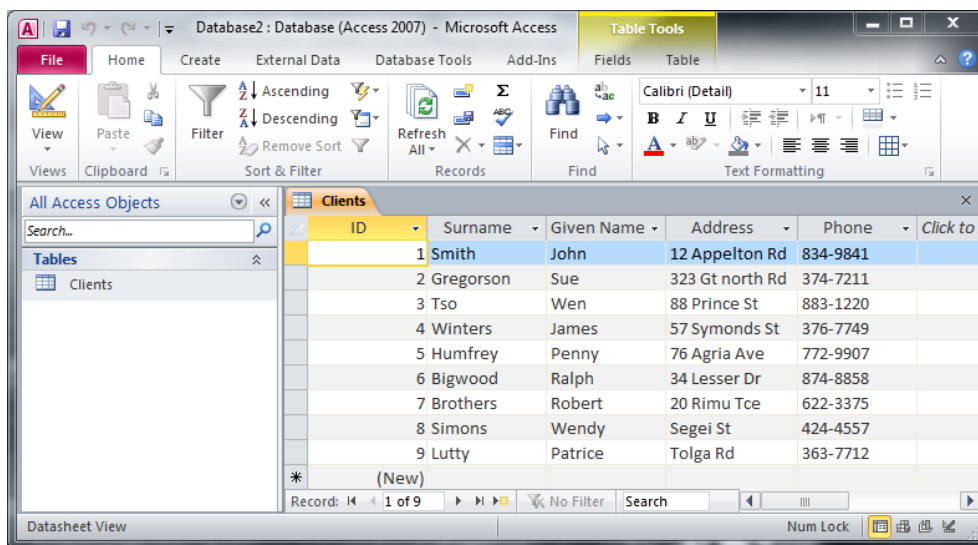 Database2 : Database (Access 2007) - Microsoft Access Table Tools
File Home Create External Data Database Tools Add-Ins Fields Table
View Paste Filter Ascending Descending Remove Sort Refresh All Find Calibri (Detail) 11
Views Clipboard Sort & Filter Records Find Text Formatting
All Access Objects Clients
Search...
Tables
Clients
ID Surname Given Name Address Phone Click to
1 Smith John 12 Appelton Rd 834-9841
2 Gregorson Sue 323 Gt north Rd 374-7211
3 Tso Wen 88 Prince St 883-1220
4 Winters James 57 Symonds St 376-7749
5 Humfrey Penny 76 Agria Ave 772-9907
6 Bigwood Ralph 34 Lesser Dr 874-8858
7 Brothers Robert 20 Rimu Tce 622-3375
8 Simons Wendy Segei St 424-4557
9 Lutty Patrice Tolga Rd 363-7712
(New)
Record: 1 of 9 No Filter Search
Datasheet View Num Lock